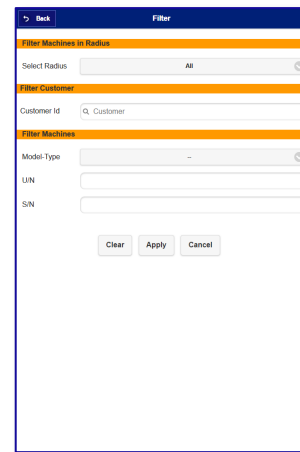 Back
Filter
Filter Machines in Radius
Select Radius
All
Filter Customer
Customer Id
Customer
Filter Machines
Model-Type
–
U/N
S/N
Clear Apply Cancel